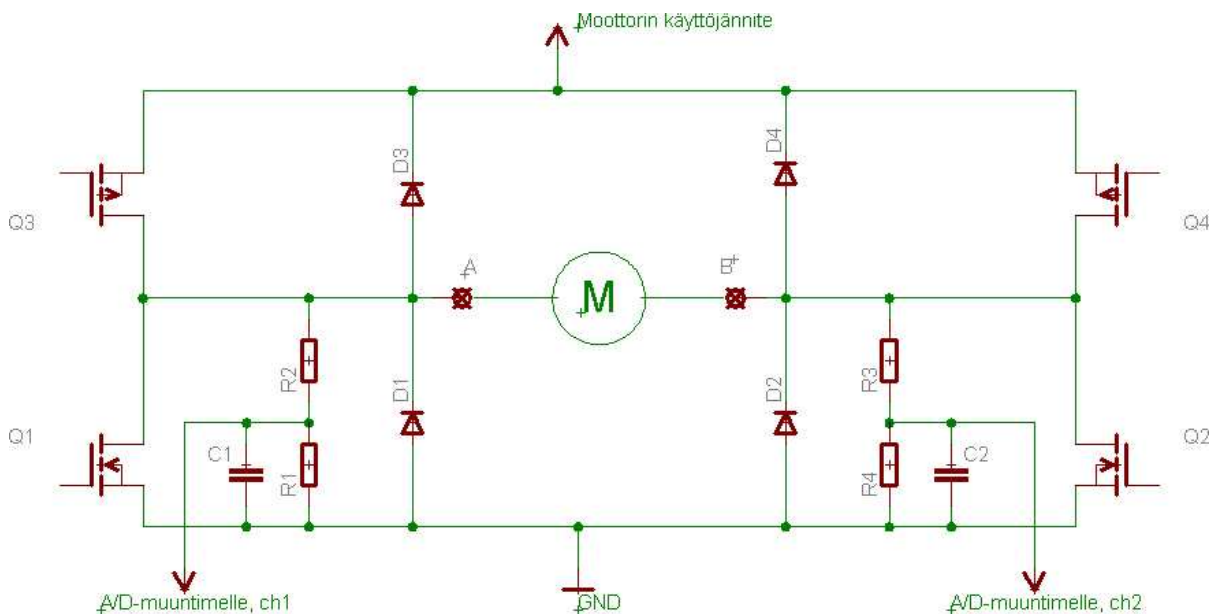 Moottorin käyttöjännite
D3
D4
Q3
Q4
A
B
M
R2
D1
D2
R3
Q1
Q2
C1
R1
R4
C2
A/D-muuntimelle, ch1
GND
A/D-muuntimelle, ch2